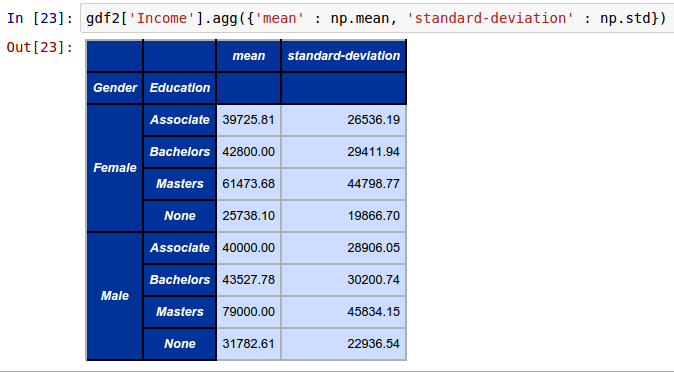 In [23]: gdf2['Income'].agg({'mean' : np.mean, 'standard-deviation' : np.std})
Out[23]:
mean standard-deviation
Gender Education
Female Associate 39725.81 26536.19
Bachelors 42800.00 29411.94
Masters 61473.68 44798.77
None 25738.10 19866.70
Male Associate 40000.00 28906.05
Bachelors 43527.78 30200.74
Masters 79000.00 45834.15
None 31782.61 22936.54